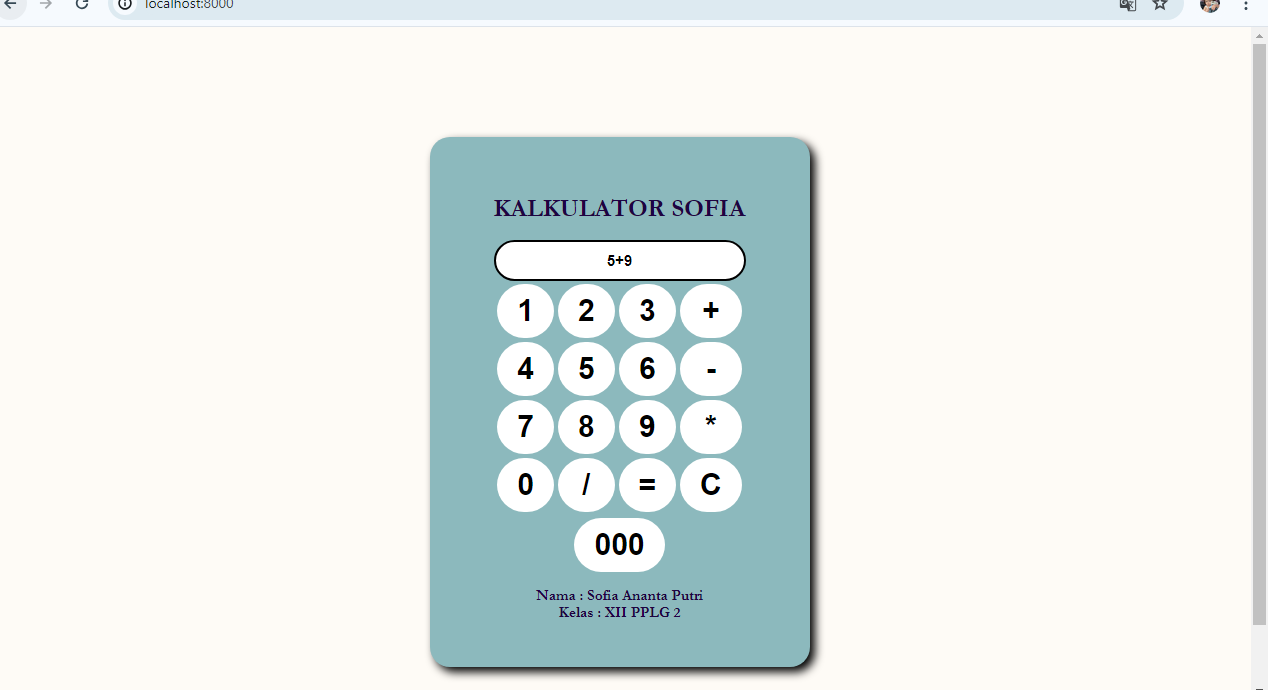 localhost:8000
KALKULATOR SOFIA
5+9
1 2 3 +
4 5 6 -
7 8 9 *
0 / = C
000
Nama : Sofia Ananta Putri
Kelas : XII PPLG 2